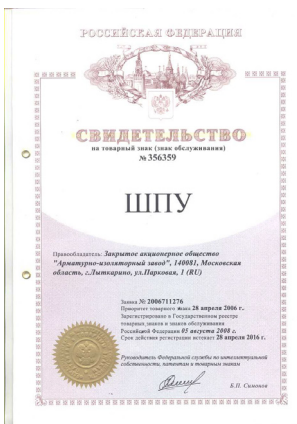 РОССИЙСКАЯ ФЕДЕРАЦИЯ
СВИДЕТЕЛЬСТВО
на товарный знак (знак обслуживания)
№ 356359
ШПУ
Правообладатель: Закрытое акционерное общество
"Арматурно-изоляторный завод", 140081, Московская
область, г.Лыткарино, ул.Парковая, 1 (RU)
Заявка № 2006711276
Приоритет товарного знака 28 апреля 2006 г.
Зарегистрировано в Государственном реестре
товарных знаков и знаков обслуживания
Российской Федерации 05 августа 2008 г.
Срок действия регистрации истекает 28 апреля 2016 г.
Руководитель Федеральной службы по интеллектуальной
собственности, патентам и товарным знакам
Б.П. Симонов